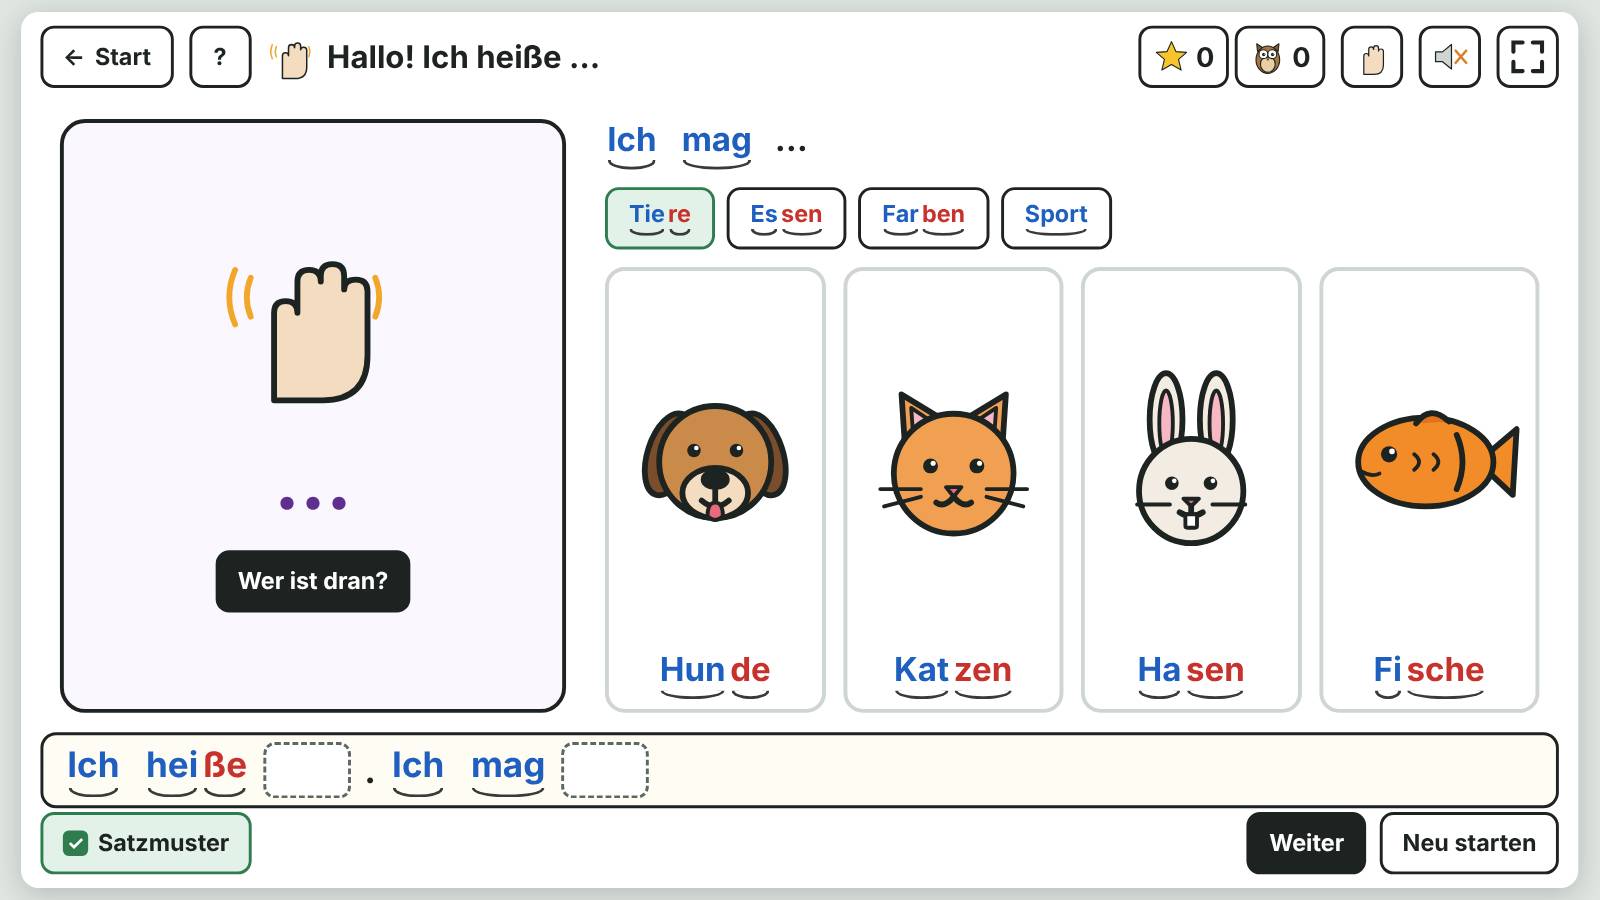 ← Start
?
Hallo! Ich heiße ...
0
0
Ich mag ...
Tiere
Essen
Farben
Sport
...
Wer ist dran?
Hunde
Katzen
Hasen
Fische
Ich heiße . Ich mag
Satzmuster
Weiter
Neu starten